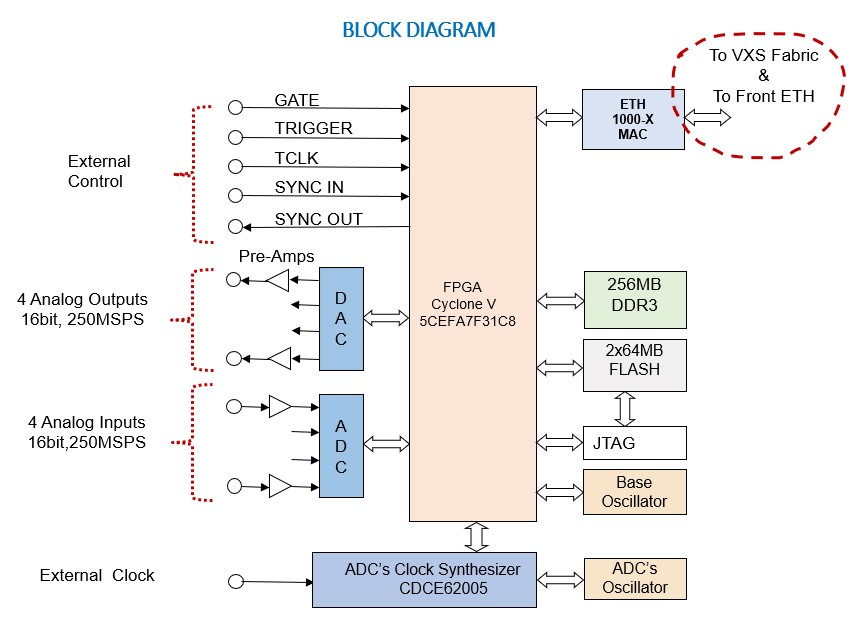 BLOCK DIAGRAM
To VXS Fabric
&
To Front ETH
ETH
1000-X
MAC
GATE
TRIGGER
TCLK
SYNC IN
SYNC OUT
External
Control
Pre-Amps
4 Analog Outputs
16bit, 250MSPS
D
A
C
FPGA
Cyclone V
5CEFA7F31C8
256MB
DDR3
2x64MB
FLASH
4 Analog Inputs
16bit,250MSPS
A
D
C
JTAG
Base
Oscillator
External Clock
ADC's Clock Synthesizer
CDCE62005
ADC's
Oscillator